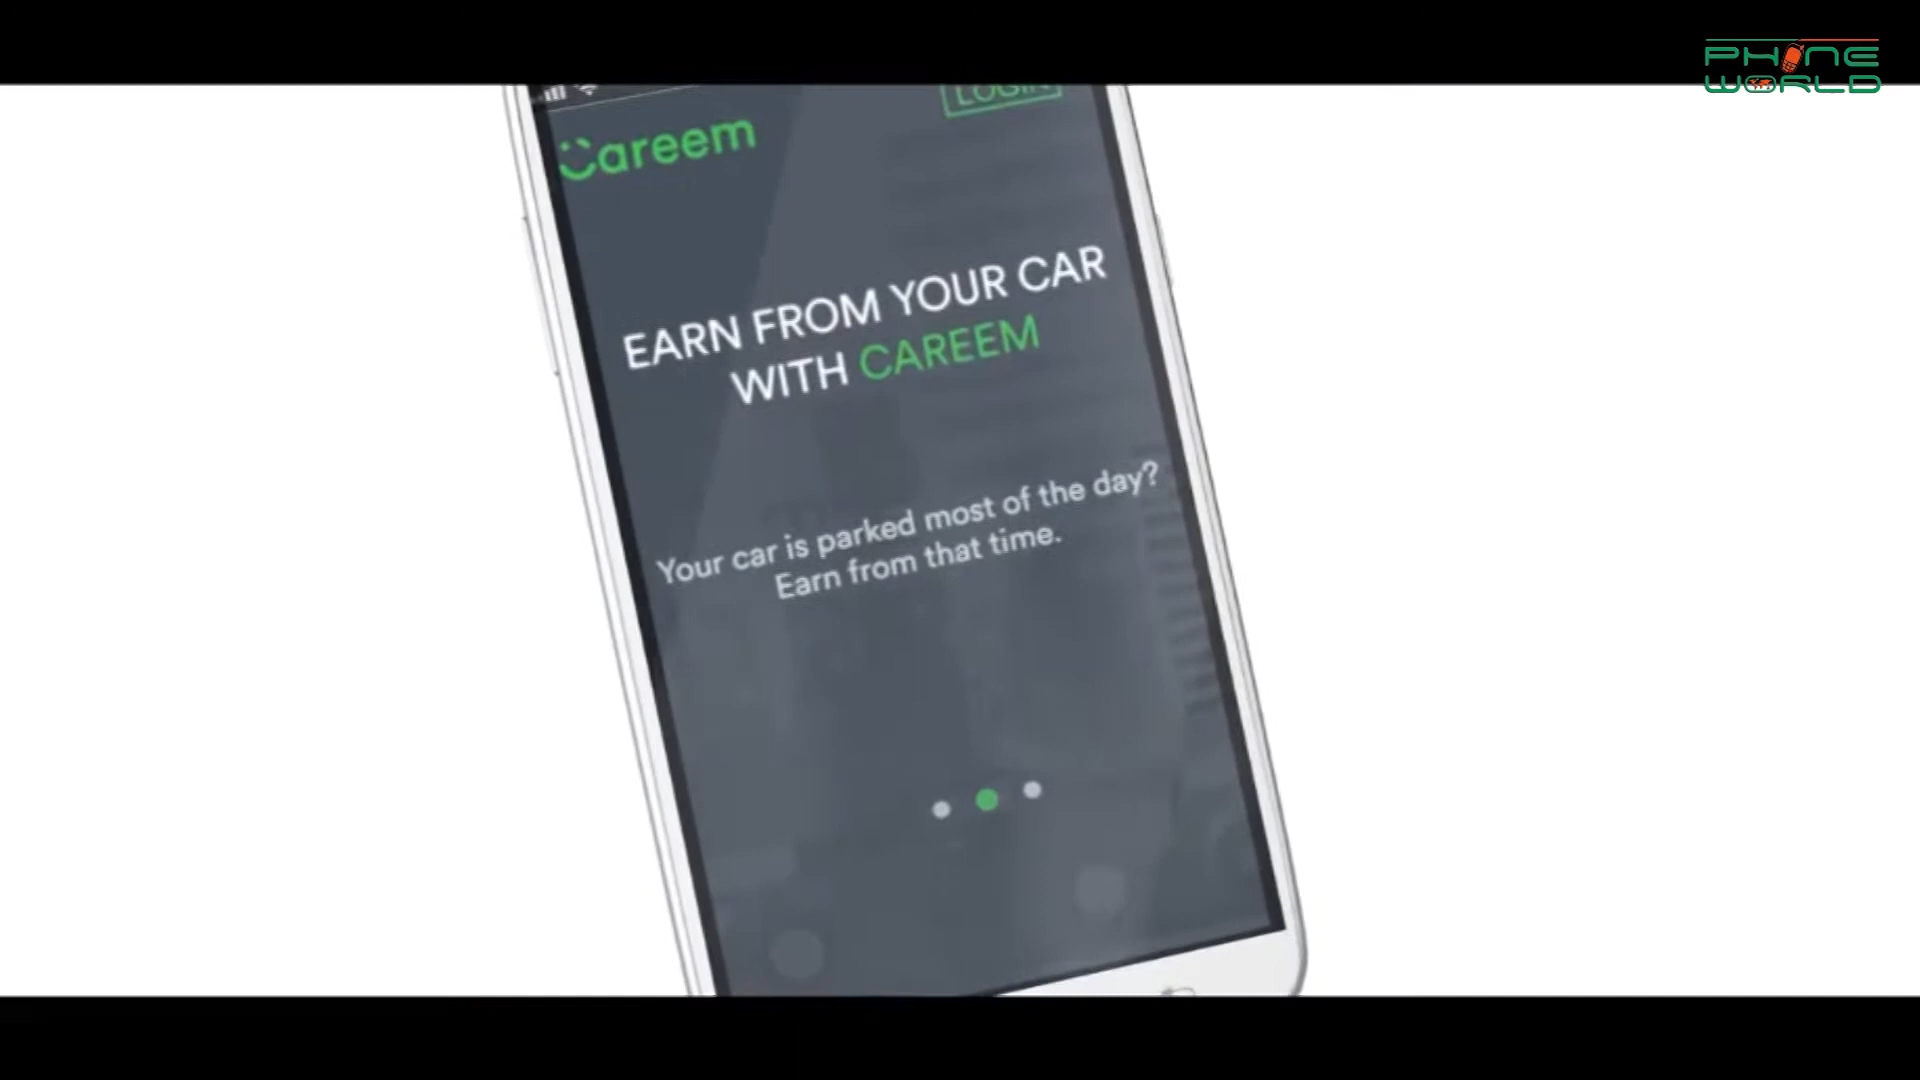 PHONE
WORLD
LOGIN
Careem
EARN FROM YOUR CAR
WITH CAREEM
Your car is parked most of the day?
Earn from that time.